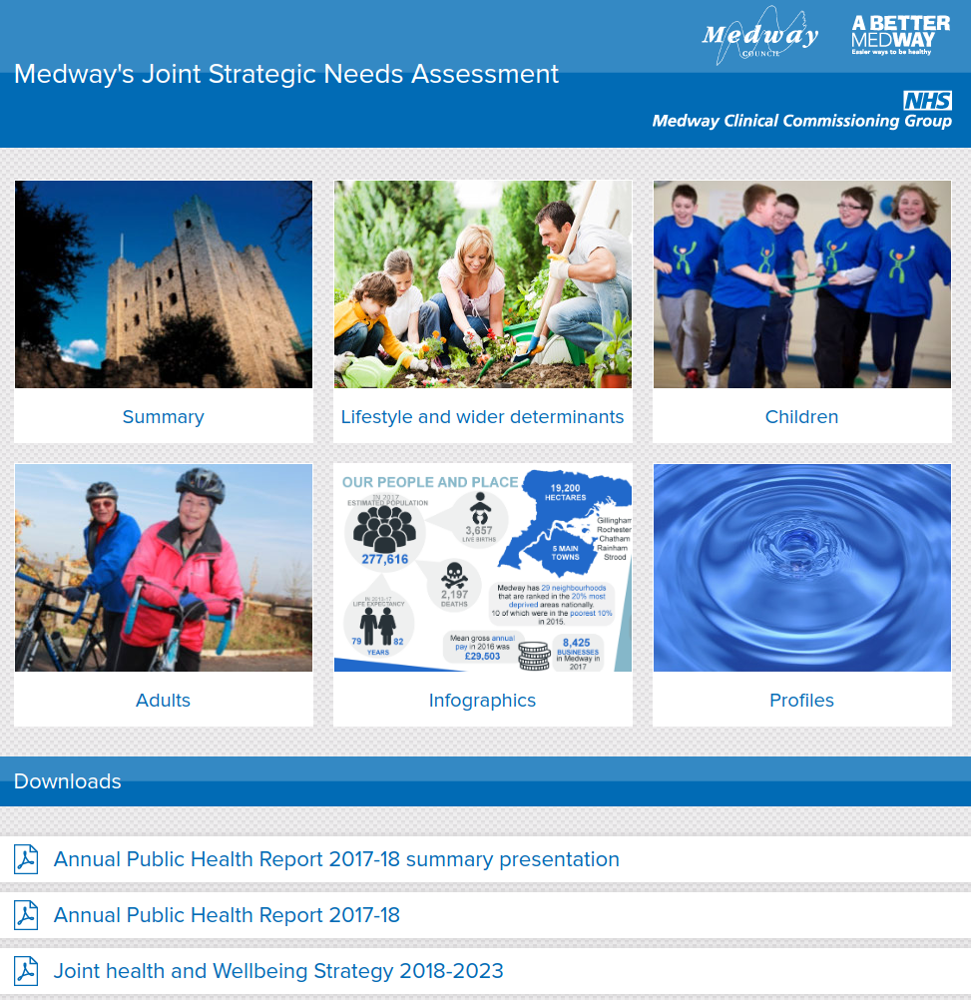 Medway
COUNCIL
A BETTER
MEDWAY
Easier ways to be healthy
Medway's Joint Strategic Needs Assessment
NHS
Medway Clinical Commissioning Group
Summary
Lifestyle and wider determinants
Children
OUR PEOPLE AND PLACE
IN 2017
ESTIMATED POPULATION
277,616
3,657
LIVE BIRTHS
19,200
HECTARES
Gillingham
Rochester
Chatham
Rainham
Strood
5 MAIN
TOWNS
2,197
DEATHS
IN 2015-17
LIFE EXPECTANCY
79
82
YEARS
Medway has 29 neighbourhoods
that are ranked in the 20% most
deprived areas nationally.
10 of which were in the poorest 10%
in 2015.
Mean gross annual
pay in 2016 was
£29,503
8,425
BUSINESSES
in Medway in
2017
Adults
Infographics
Profiles
Downloads
Annual Public Health Report 2017-18 summary presentation
Annual Public Health Report 2017-18
Joint health and Wellbeing Strategy 2018-2023